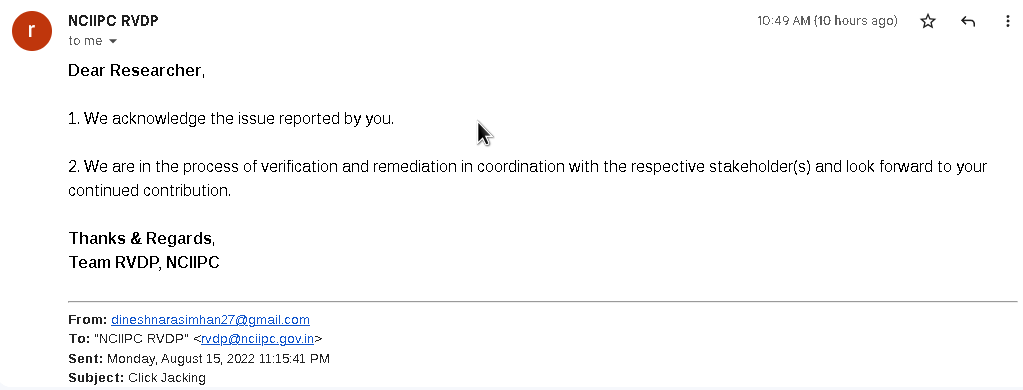 NCIIPC RVDP
10:49 AM (10 hours ago)
r
to me
Dear Researcher,
1. We acknowledge the issue reported by you.
2. We are in the process of verification and remediation in coordination with the respective stakeholder(s) and look forward to your
continued contribution.
Thanks & Regards,
Team RVDP, NCIIPC
From: dineshnarasimhan27@gmail.com
To: "NCIIPC RVDP" <rvdp@nciipc.gov.in>
Sent: Monday, August 15, 2022 11:15:41 PM
Subject: Click Jacking